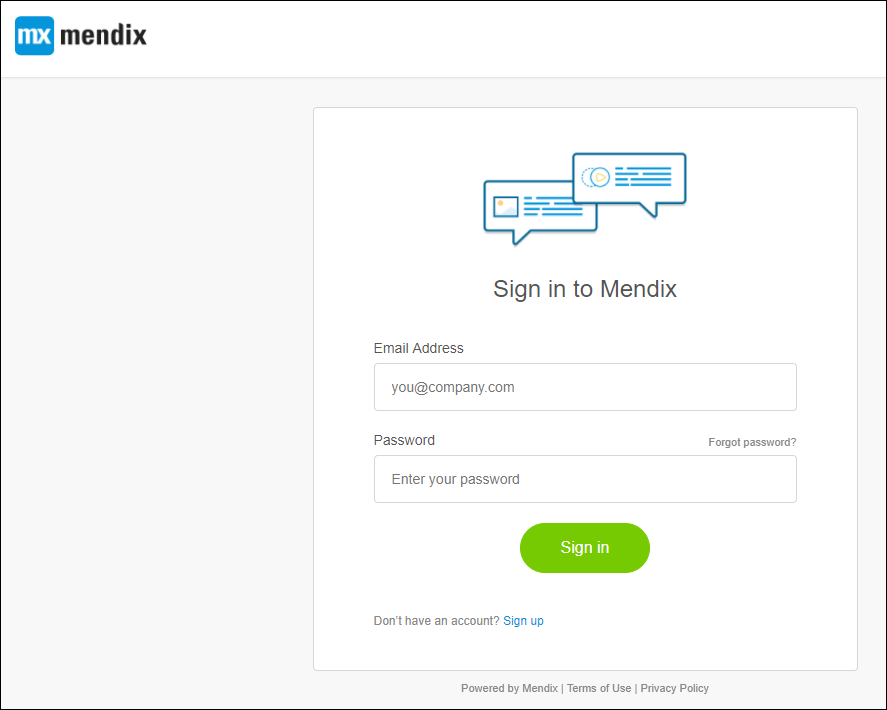 mx mendix
Sign in to Mendix
Email Address
you@company.com
Password Forgot password?
Enter your password
Sign in
Don't have an account? Sign up
Powered by Mendix | Terms of Use | Privacy Policy